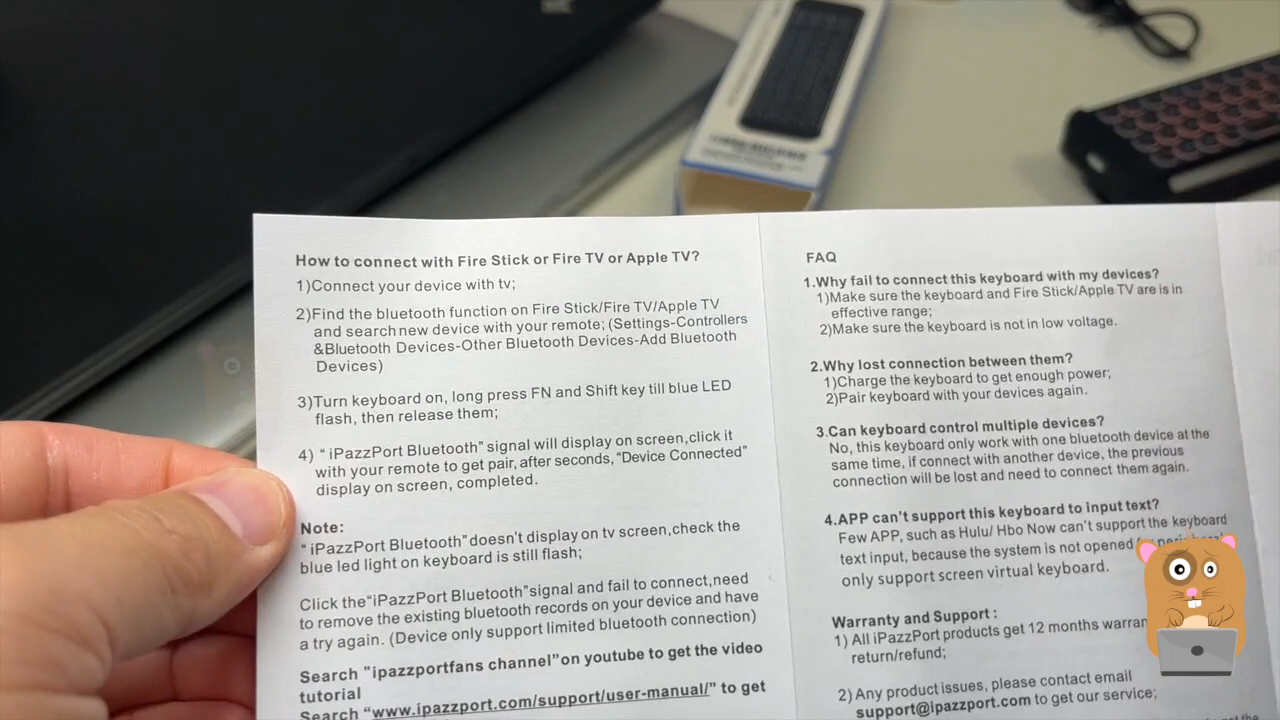 How to connect with Fire Stick or Fire TV or Apple TV?
1)Connect your device with tv;
2)Find the bluetooth function on Fire Stick/Fire TV/Apple TV
and search new device with your remote; (Settings-Controllers
&Bluetooth Devices-Other Bluetooth Devices-Add Bluetooth
Devices)
3)Turn keyboard on, long press FN and Shift key till blue LED
flash, then release them;
4) “ iPazzPort Bluetooth” signal will display on screen,click it
with your remote to get pair, after seconds, “Device Connected”
display on screen, completed.
Note:
“ iPazzPort Bluetooth” doesn't display on tv screen,check the
blue led light on keyboard is still flash;
Click the“iPazzPort Bluetooth”signal and fail to connect,need
to remove the existing bluetooth records on your device and have
a try again. (Device only support limited bluetooth connection)
Search "ipazzportfans channel”on youtube to get the video
tutorial
Search “www.ipazzport.com/support/user-manual/” to get
FAQ
1.Why fail to connect this keyboard with my devices?
1)Make sure the keyboard and Fire Stick/Apple TV are is in
effective range;
2)Make sure the keyboard is not in low voltage.
2.Why lost connection between them?
1)Charge the keyboard to get enough power;
2)Pair keyboard with your devices again.
3.Can keyboard control multiple devices?
No, this keyboard only work with one bluetooth device at the
same time, if connect with another device, the previous
connection will be lost and need to connect them again.
4.APP can't support this keyboard to input text?
Few APP, such as Hulu/ Hbo Now can't support the keyboard
text input, because the system is not opened
only support screen virtual keyboard.
Warranty and Support :
1) All iPazzPort products get 12 months
return/refund;
2) Any product issues, please contact email
support@ipazzport.com to get our service;